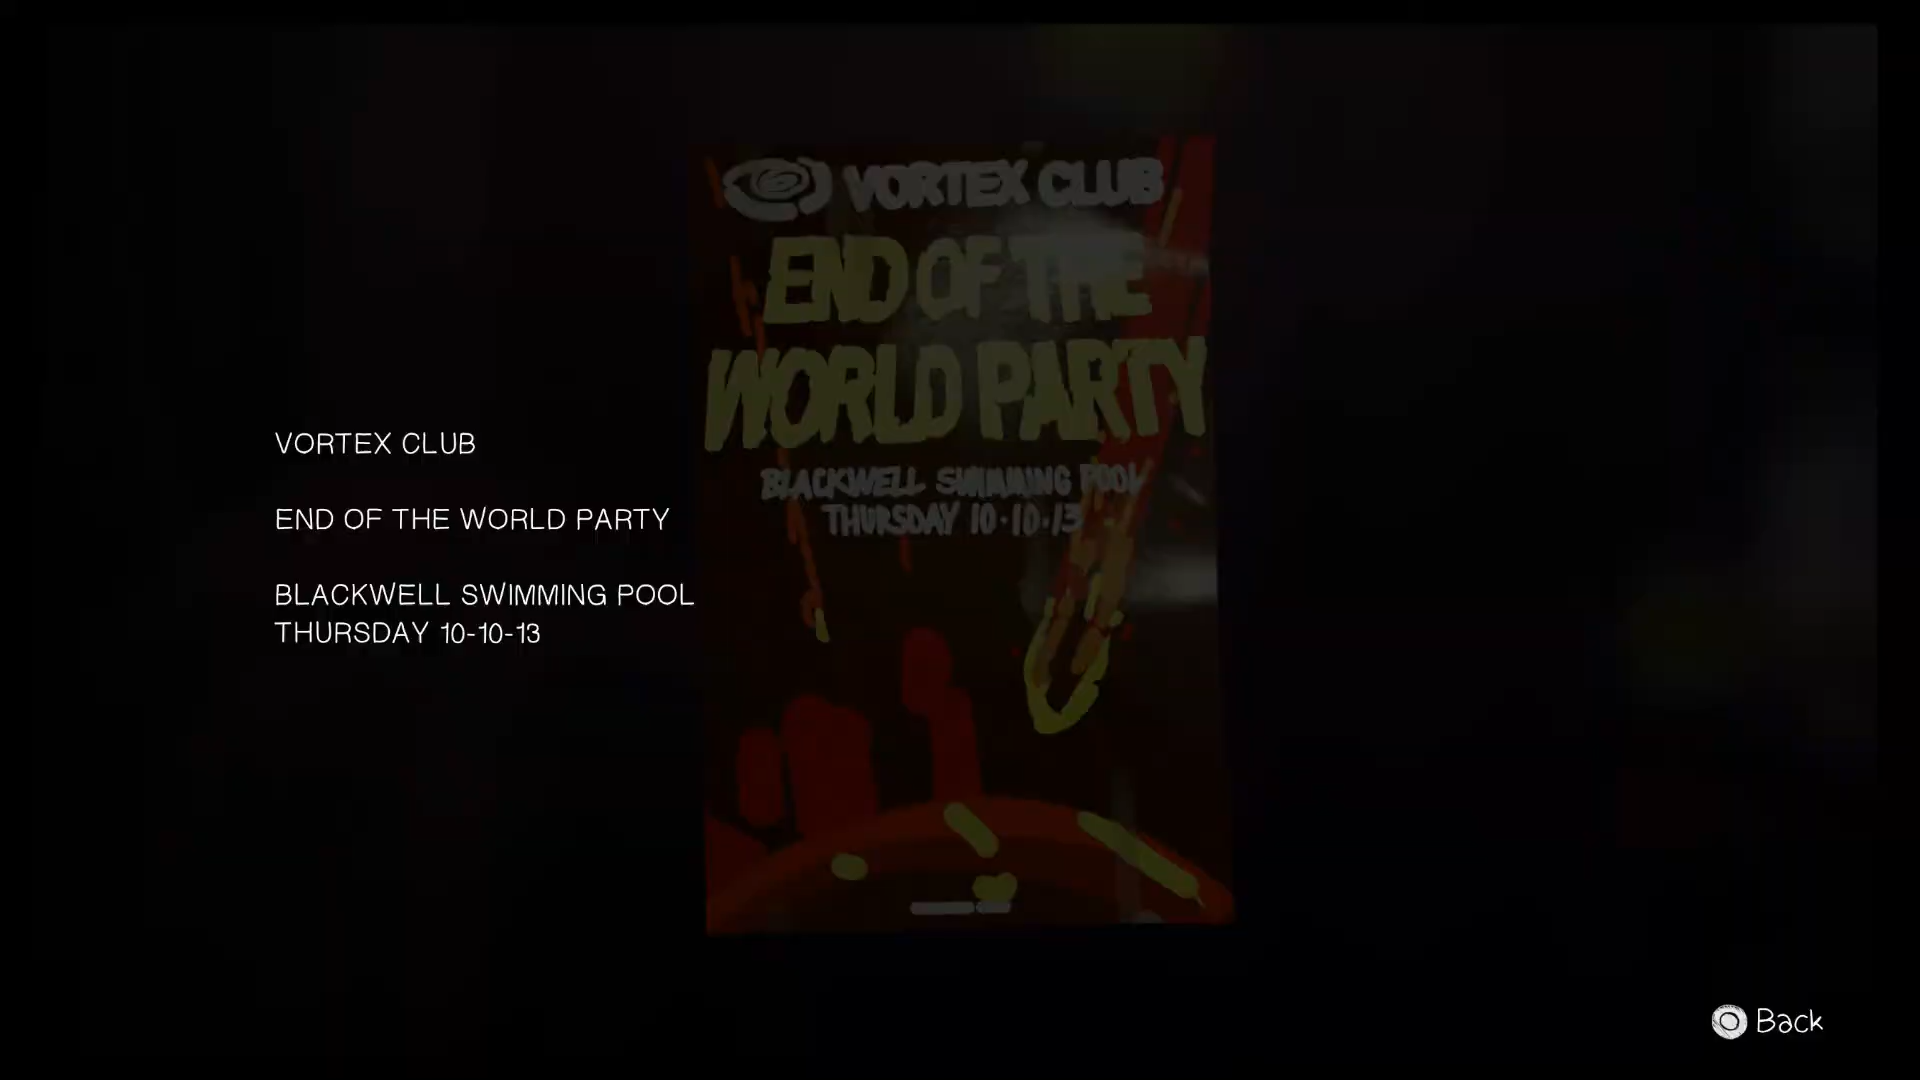 VORTEX CLUB
END OF THE
WORLD PARTY
BLACKWELL SWIMMING POOL
THURSDAY 10·10·13
VORTEX CLUB
END OF THE WORLD PARTY
BLACKWELL SWIMMING POOL
THURSDAY 10-10-13
Back